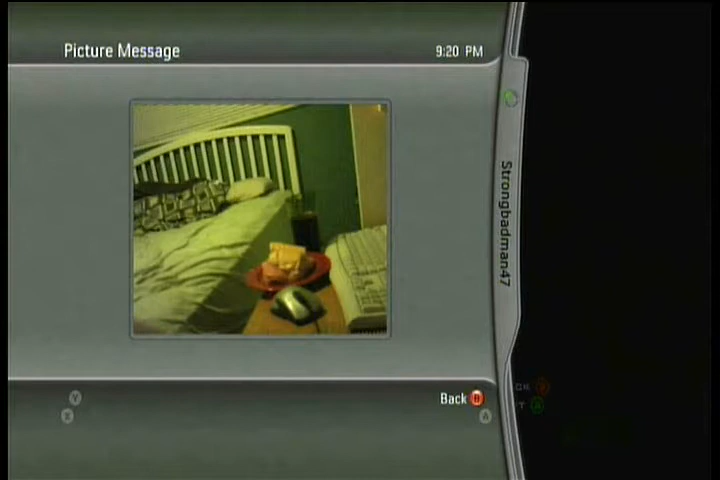 Picture Message
9:20 PM
Strongbadman47
Y
X
Back B
A